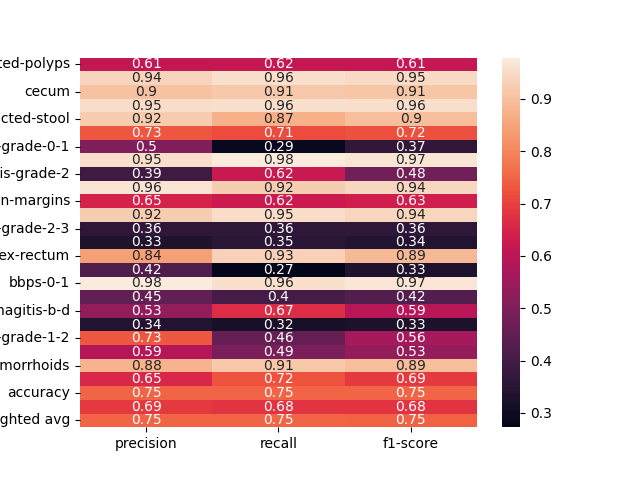 ted-polyps 0.61 0.62 0.61
0.94 0.96 0.95
cecum 0.9 0.91 0.91
0.95 0.96 0.96
cted-stool 0.92 0.87 0.9
0.73 0.71 0.72
-grade-0-1 0.5 0.29 0.37
0.95 0.98 0.97
is-grade-2 0.39 0.62 0.48
0.96 0.92 0.94
n-margins 0.65 0.62 0.63
0.92 0.95 0.94
-grade-2-3 0.36 0.36 0.36
0.33 0.35 0.34
ex-rectum 0.84 0.93 0.89
0.42 0.27 0.33
bbps-0-1 0.98 0.96 0.97
0.45 0.4 0.42
nagitis-b-d 0.53 0.67 0.59
0.34 0.32 0.33
-grade-1-2 0.73 0.46 0.56
0.59 0.49 0.53
morrhoids 0.88 0.91 0.89
0.65 0.72 0.69
accuracy 0.75 0.75 0.75
0.69 0.68 0.68
ghted avg 0.75 0.75 0.75
precision recall f1-score
0.9
0.8
0.7
0.6
0.5
0.4
0.3